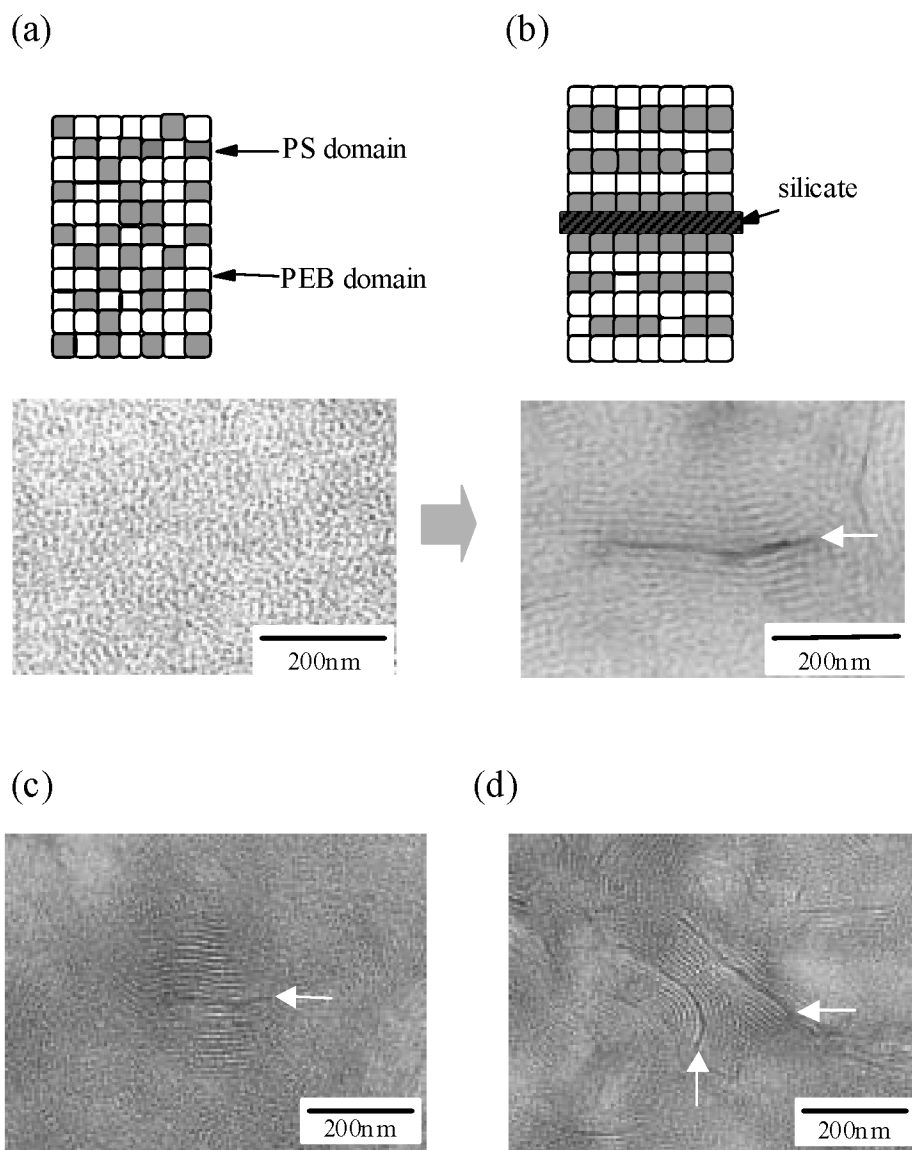 (a)
(b)
PS domain
PEB domain
silicate
200nm
200nm
(c)
(d)
200nm
200nm